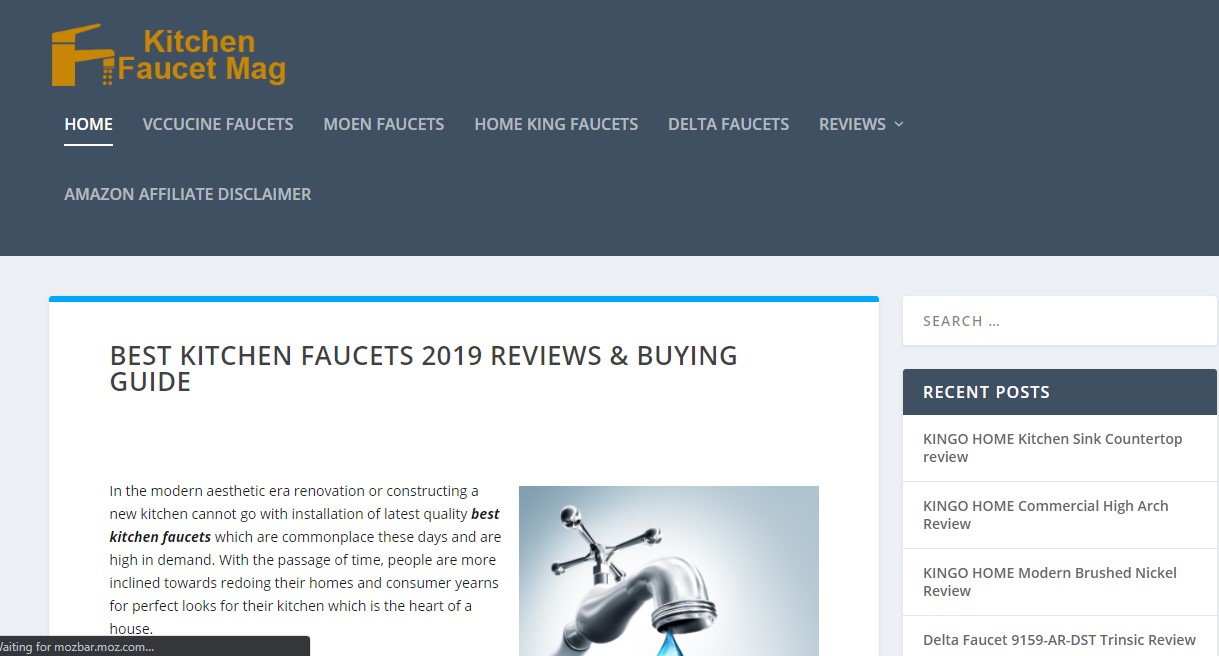 Kitchen
Faucet Mag
HOME VCCUCINE FAUCETS MOEN FAUCETS HOME KING FAUCETS DELTA FAUCETS REVIEWS
AMAZON AFFILIATE DISCLAIMER
BEST KITCHEN FAUCETS 2019 REVIEWS & BUYING
GUIDE
In the modern aesthetic era renovation or constructing a
new kitchen cannot go with installation of latest quality best
kitchen faucets which are commonplace these days and are
high in demand. With the passage of time, people are more
inclined towards redoing their homes and consumer yearns
for perfect looks for their kitchen which is the heart of a
house.
SEARCH …
RECENT POSTS
KINGO HOME Kitchen Sink Countertop
review
KINGO HOME Commercial High Arch
Review
KINGO HOME Modern Brushed Nickel
Review
Delta Faucet 9159-AR-DST Trinsic Review
Waiting for mozbar.moz.com...